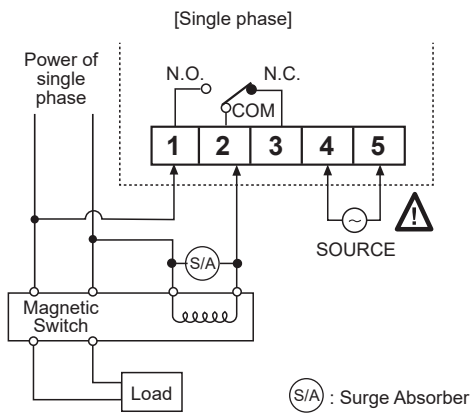 [Single phase]
Power of
single
phase
N.O.
N.C.
COM
1 2 3 4 5
~
SOURCE
!
S/A
Magnetic
Switch
Load
S/A : Surge Absorber